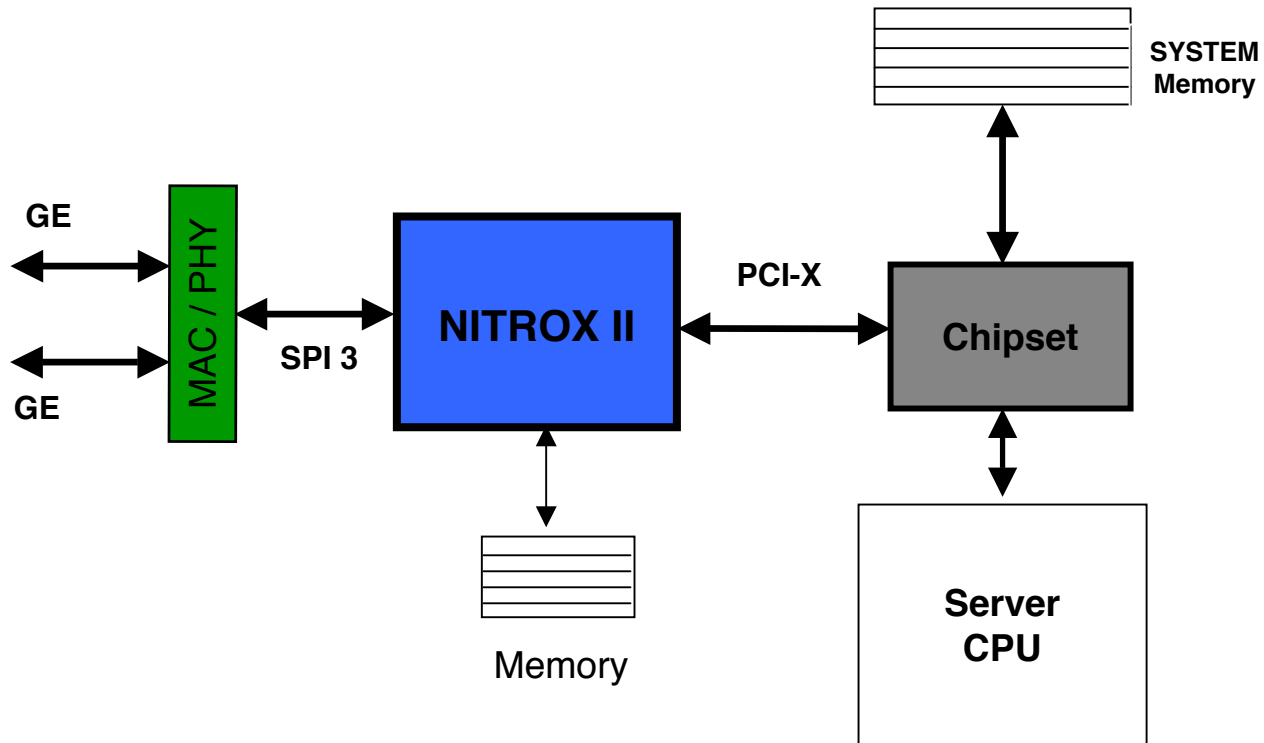 SYSTEM
Memory
GE
MAC / PHY
GE
SPI 3
NITROX II
PCI-X
Chipset
Memory
Server
CPU